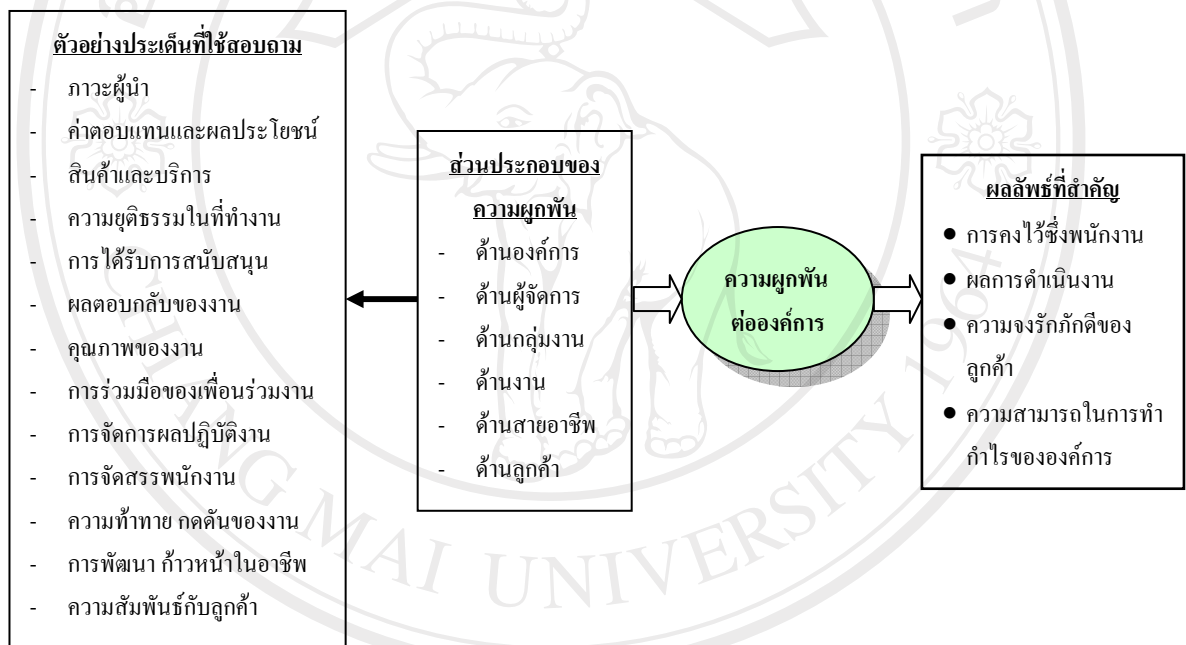 ตัวอย่างประเด็นที่ใช้สอบถาม
- ภาวะผู้นำ
- ค่าตอบแทนและผลประโยชน์
- สินค้าและบริการ
- ความยุติธรรมในที่ทำงาน
- การได้รับการสนับสนุน
- ผลตอบกลับของงาน
- คุณภาพของงาน
- การร่วมมือของเพื่อนร่วมงาน
- การจัดการผลปฏิบัติงาน
- การจัดสรรพนักงาน
- ความท้าทาย กดดันของงาน
- การพัฒนา ก้าวหน้าในอาชีพ
- ความสัมพันธ์กับลูกค้า
ส่วนประกอบของ
ความผูกพัน
- ด้านองค์การ
- ด้านผู้จัดการ
- ด้านกลุ่มงาน
- ด้านงาน
- ด้านสายอาชีพ
- ด้านลูกค้า
ความผูกพัน
ต่อองค์การ
ผลลัพธ์ที่สำคัญ
● การคงไว้ซึ่งพนักงาน
● ผลการดำเนินงาน
● ความจงรักภักดีของ
ลูกค้า
● ความสามารถในการทำ
กำไรขององค์การ
MAI UNIVERSITY 1964